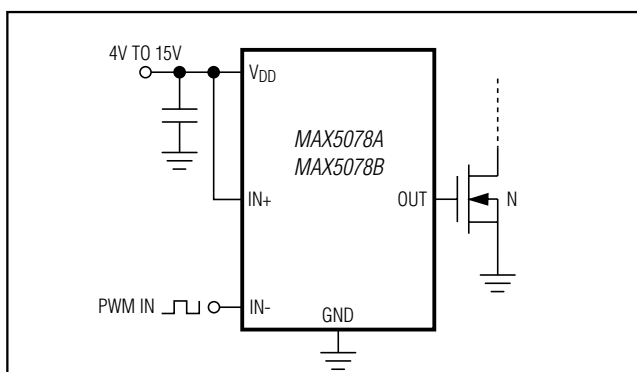 4V TO 15V
VDD
MAX5078A
MAX5078B
IN+
OUT
N
PWM IN
IN-
GND